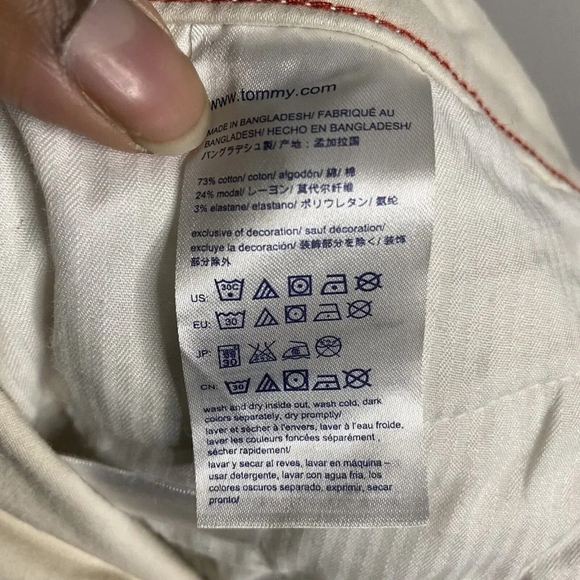 www.tommy.com
MADE IN BANGLADESH/ FABRIQUÉ AU
BANGLADESH/ HECHO EN BANGLADESH/
バングラデシュ製/ 产地：孟加拉国
73% cotton/ coton/ algodón/ 綿/ 棉
24% modal/ レーヨン/ 莫代尔纤维
3% elastane/ elastano/ ポリウレタン/ 氨纶
exclusive of decoration/ sauf décoration/
excluye la decoración/ 装飾部分を除く/ 装饰
部分除外
US: 30C
EU: 30
JP: 30
CN: 30
wash and dry inside out, wash cold, dark
colors separately, dry promptly/
laver et sécher à l'envers, laver à l'eau froide,
laver les couleurs foncées séparément ,
sécher rapidement/
lavar y secar al reves, lavar en máquina –
usar detergente, lavar con agua fria, los
colores oscuros separado, exprimir, secar
pronto/